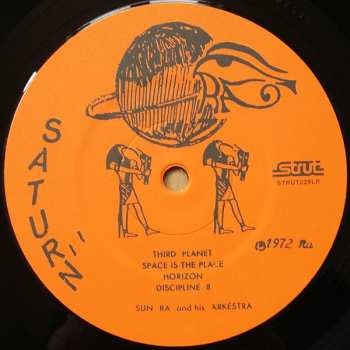 RA
SATURN
Strut
STRUT229LP
THIRD PLANET
SPACE IS THE PLACE
HORIZON
DISCIPLINE 8
℗1972 Ra
SUN RA and his ARKESTRA